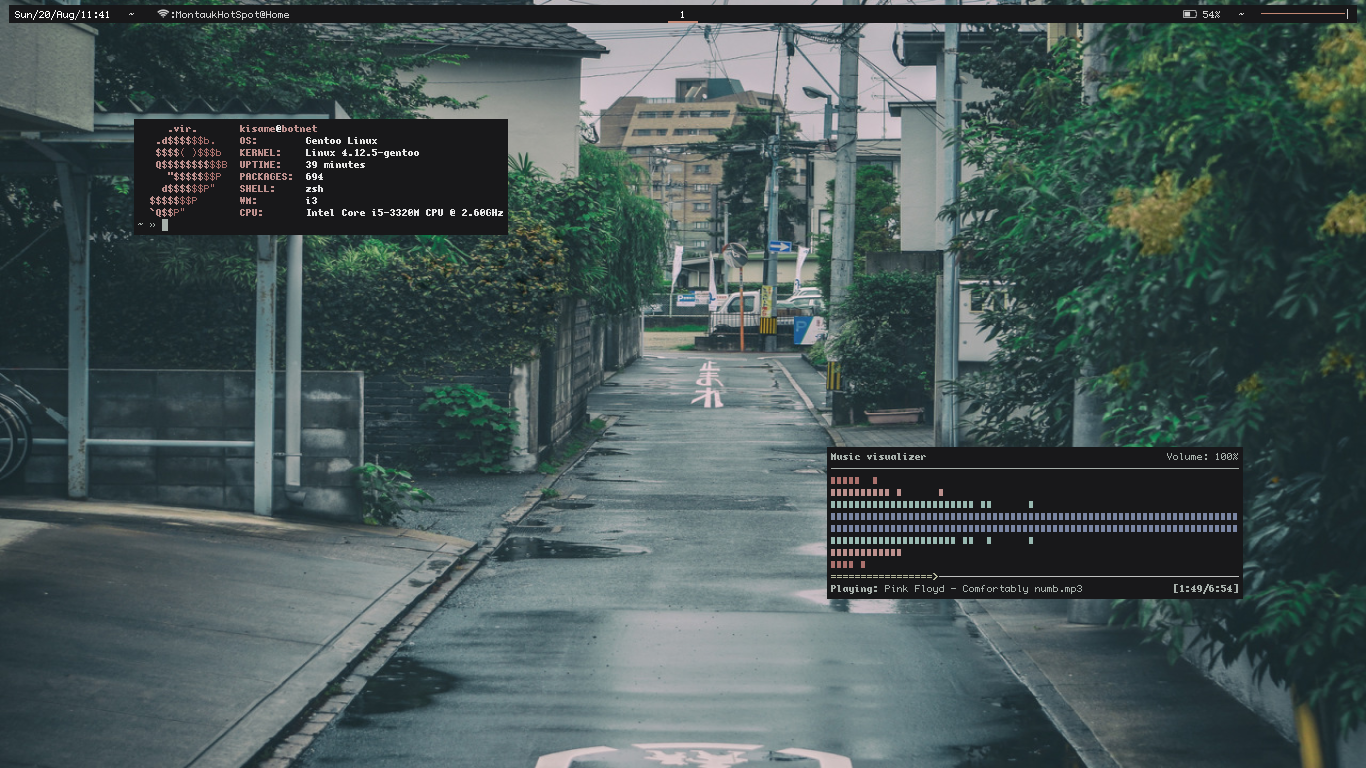 Sun/20/Aug/11:41 ~ :MontaukHotSpot@Home 1 54% ~
.vir. kisame@botnet
.d$$$$$$b. OS: Gentoo Linux
$$$$( )$$$b KERNEL: Linux 4.12.5-gentoo
Q$$$$$$$$$$B UPTIME: 39 minutes
"$$$$$$$P PACKAGES: 694
d$$$$$$P" SHELL: zsh
$$$$$$$P WM: i3
`Q$$P" CPU: Intel Core i5-3320M CPU @ 2.60GHz
~ »
P
Music visualizer Volume: 100%
=================>
Playing: Pink Floyd - Comfortably numb.mp3 [1:49/6:54]